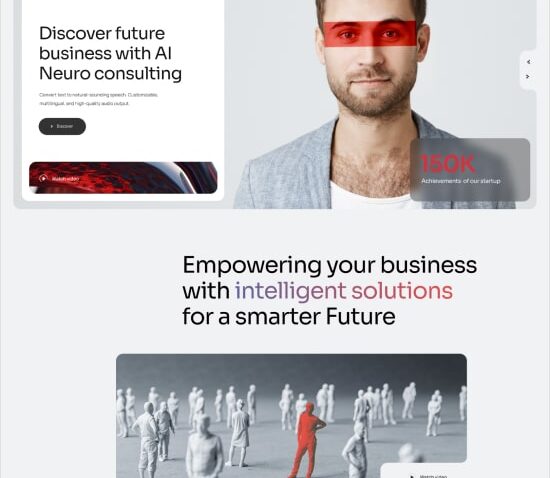 Discover future
business with AI
Neuro consulting
Convert text to natural-sounding speech. Customizable,
multilingual, and high-quality audio output.
Discover
Watch video
150K
Achievements of our startup
Empowering your business
with intelligent solutions
for a smarter Future
Watch video